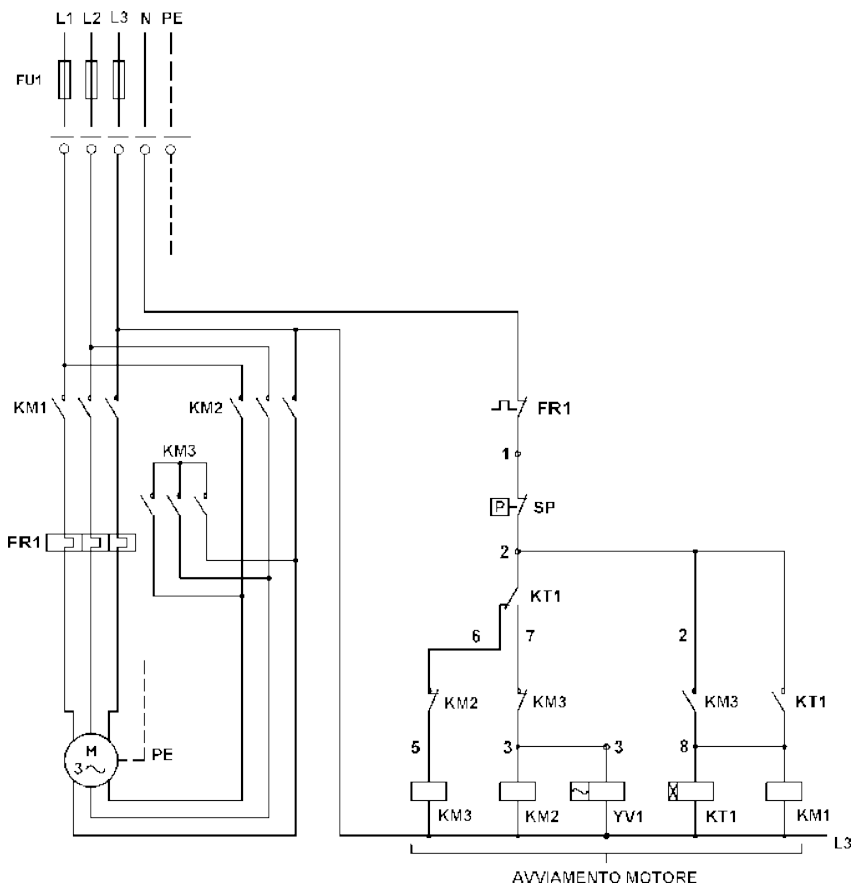 L1 L2 L3 N PE
FU1
KM1
KM2
KM3
FR1
1
P
SP
2
FR1
KT1
6
7
2
KM2
KM3
KM3
KT1
M
3
PE
5
3
3
8
KM3
KM2
YV1
KT1
KM1
L3
AVVIAMENTO MOTORE